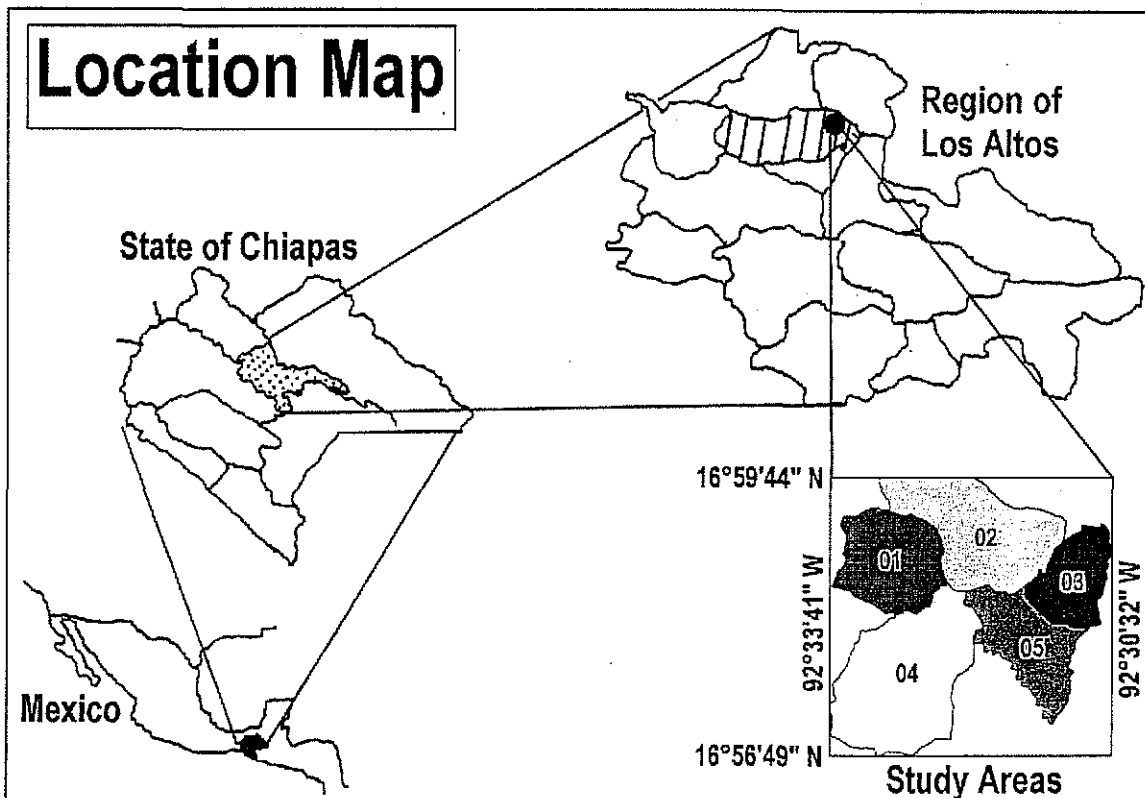 Location Map
Region of
Los Altos
State of Chiapas
Mexico
16°59'44" N
92°33'41" W
92°30'32" W
01
02
03
04
05
16°56'49" N
Study Areas